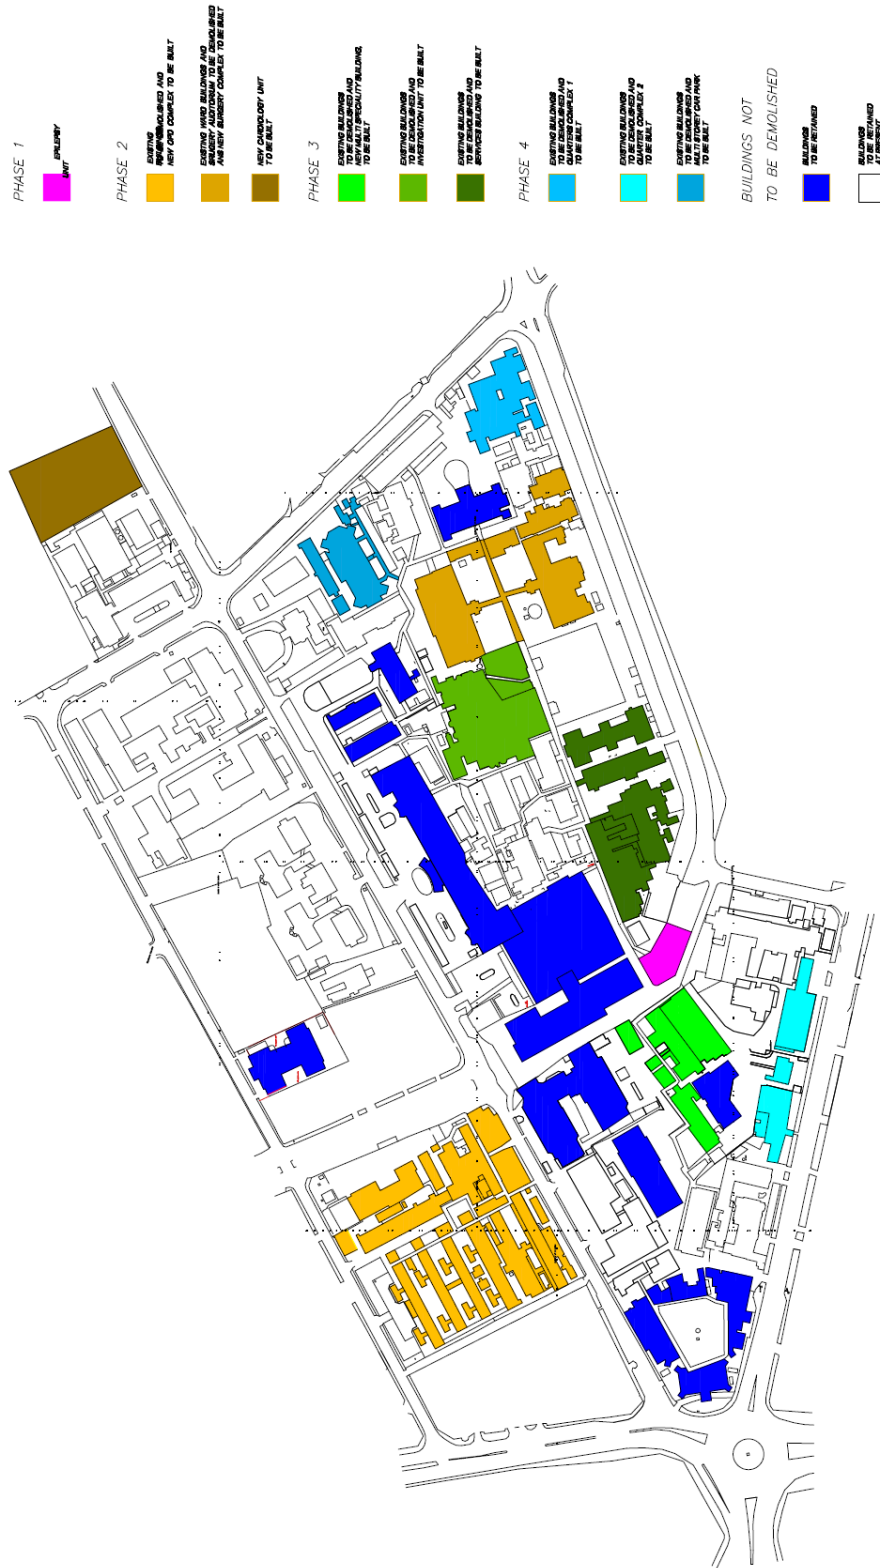 PHASE 1
EPILEPSY
UNIT
PHASE 2
EXISTING
DEMOLISHED AND
NEW OPD COMPLEX TO BE BUILT
EXISTING WARD BUILDINGS AND
SRUGERY AUDITORIUM TO BE DEMOLISHED
AND NEW SURGERY COMPLEX TO BE BUILT
NEW CARDIOLOGY UNIT
TO BE BUILT
PHASE 3
EXISTING BUILDINGS
TO BE DEMOLISHED AND
NEW MULTI SPECIALITY BUILDING,
TO BE BUILT
EXISTING BUILDINGS
TO BE DEMOLISHED AND
INVESTIGATION UNIT TO BE BUILT
EXISTING BUILDINGS
TO BE DEMOLISHED AND
SERVICES BUILDING TO BE BUILT
PHASE 4
EXISTING BUILDINGS
TO BE DEMOLISHED AND
QUARTERS COMPLEX 1
TO BE BUILT
EXISTING BUILDINGS
TO BE DEMOLISHED AND
QUARTER COMPLEX 2
TO BE BUILT
EXISTING BUILDINGS
TO BE DEMOLISHED AND
MULTI STOREY CAR PARK
TO BE BUILT
BUILDINGS NOT
TO BE DEMOLISHED
BUILDINGS
TO BE RETAINED
BUILDINGS
TO BE RETAINED
AT PRESENT